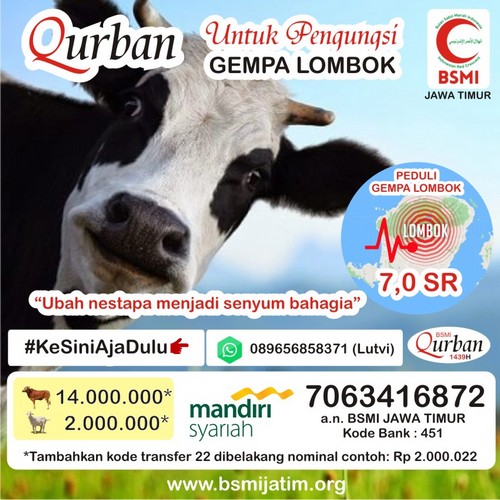 Qurban
Untuk Pengungsi
GEMPA LOMBOK
BSMI
JAWA TIMUR
PEDULI
GEMPA LOMBOK
LOMBOK
7,0 SR
“Ubah nestapa menjadi senyum bahagia”
#KeSiniAjaDulu
089656858371 (Lutvi)
BSMI
Qurban
1439H
14.000.000*
2.000.000*
mandiri
syariah
7063416872
a.n. BSMI JAWA TIMUR
Kode Bank : 451
*Tambahkan kode transfer 22 dibelakang nominal contoh: Rp 2.000.022
www.bsmijatim.org